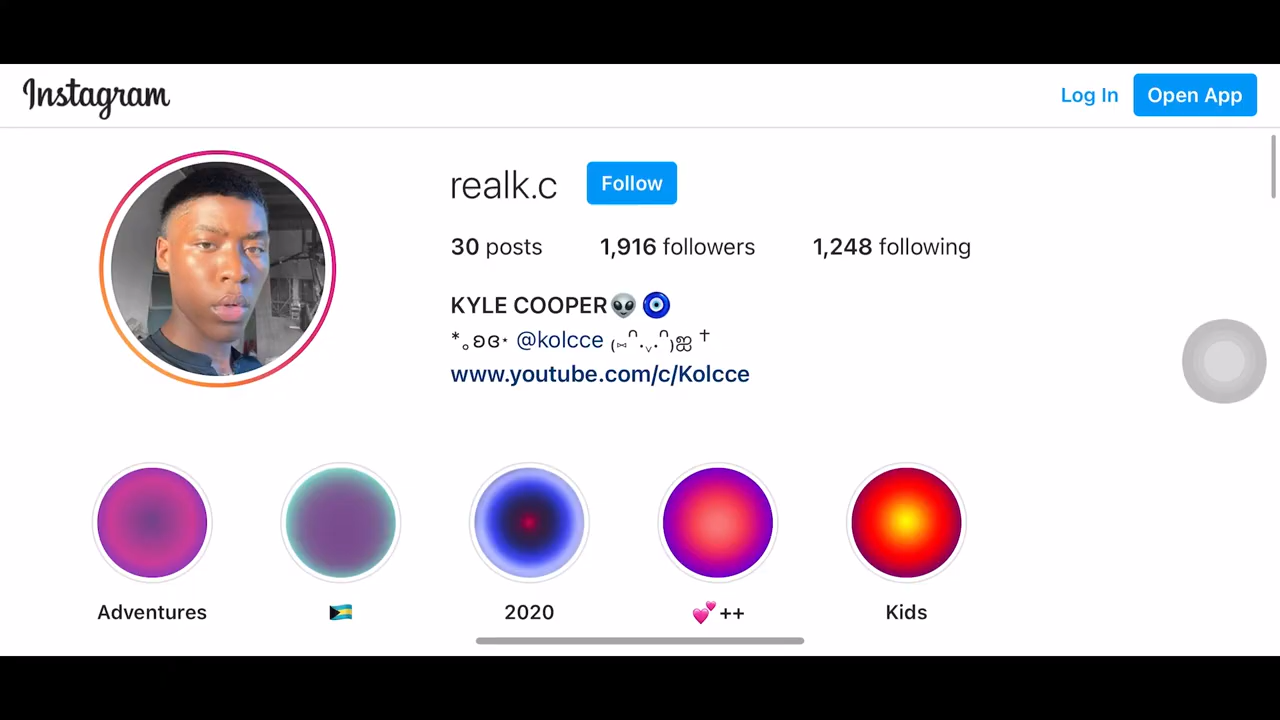 Instagram
Log In
Open App
realk.c
Follow
30 posts
1,916 followers
1,248 following
KYLE COOPER👽🧿
@kolcce
www.youtube.com/c/Kolcce
Adventures
🇧🇸
2020
💕++
Kids